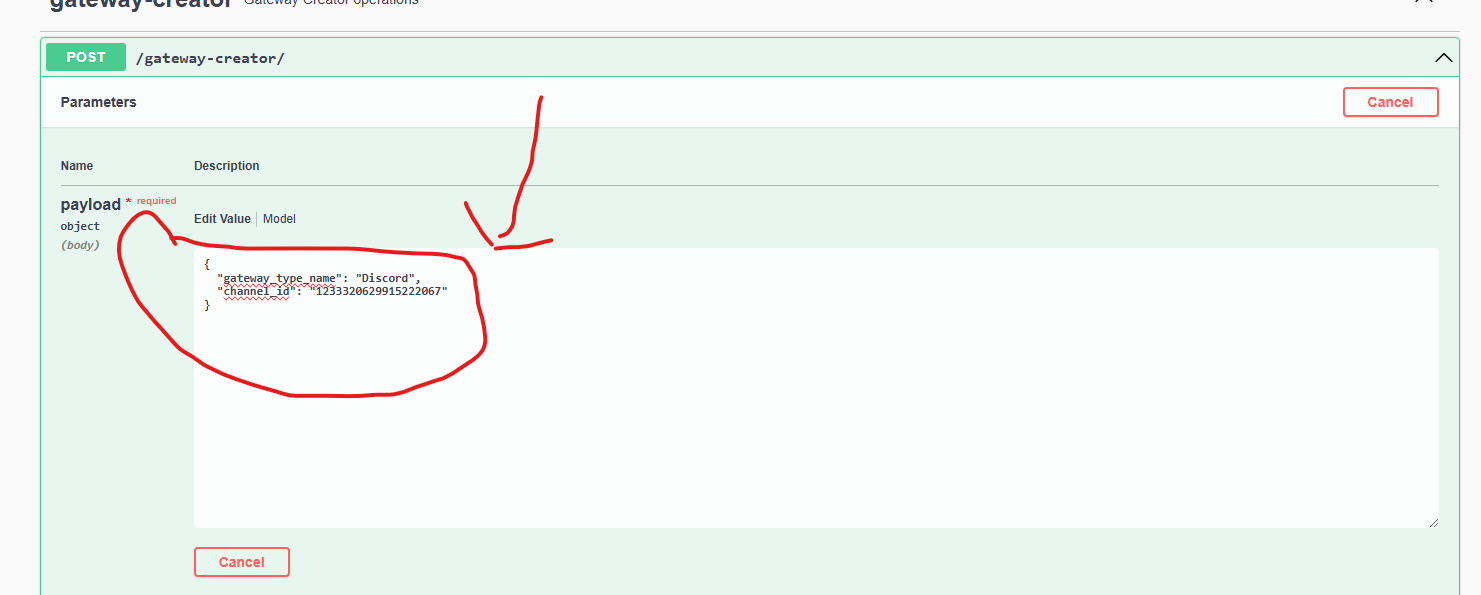 gateway-creator Gateway Creator operations
POST /gateway-creator/
Parameters Cancel
Name Description
payload * required
object
(body)
Edit Value Model
{
"gateway_type_name": "Discord",
"channel_id": "1233320629915222067"
}
Cancel